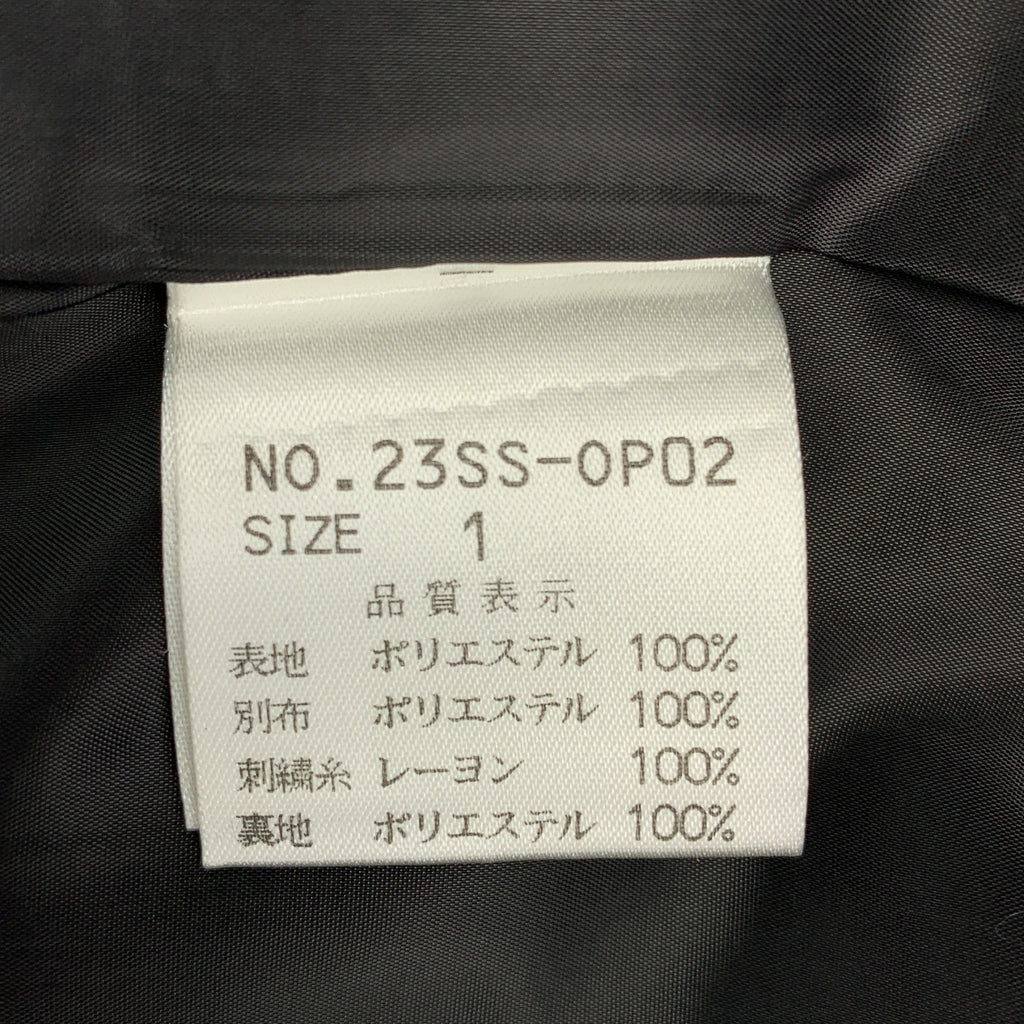 NO.23SS-OP02
SIZE 1
品質表示
表地 ポリエステル 100%
別布 ポリエステル 100%
刺繍糸 レーヨン 100%
裏地 ポリエステル 100%